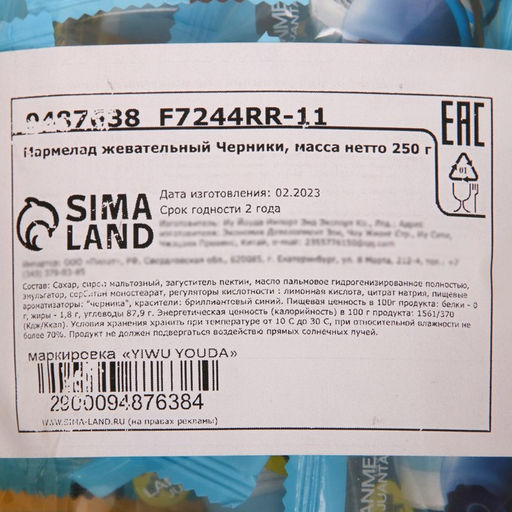 9487638 F7244RR-11
EAC
Мармелад жевательный Черники, масса нетто 250 г
01
SIMA
LAND
Дата изготовления: 02.2023
Срок годности 2 года
Состав: Сахар, сироп мальтозный, загуститель пектин, масло пальмовое гидрогенизированное полностью,
эмульгатор, сорбитан моностеарат, регуляторы кислотности : лимонная кислота, цитрат натрия, пищевые
ароматизаторы: "черника", красители: бриллиантовый синий. Пищевая ценность в 100г продукта: белки - 0
г, жиры - 1,8 г, углеводы 87,9 г. Энергетическая ценность (калорийность) в 100 г продукта: 1561/370
(Кдж/Ккал). Условия хранения хранить при температуре от 10 С до 30 С, при относительной влажности не
более 70%. Продукт не должен подвергаться воздействию прямых солнечных лучей.
маркировка «YIWU YOUDA»
2900094876384
WWW.SIMA-LAND.RU (на правах рекламы)